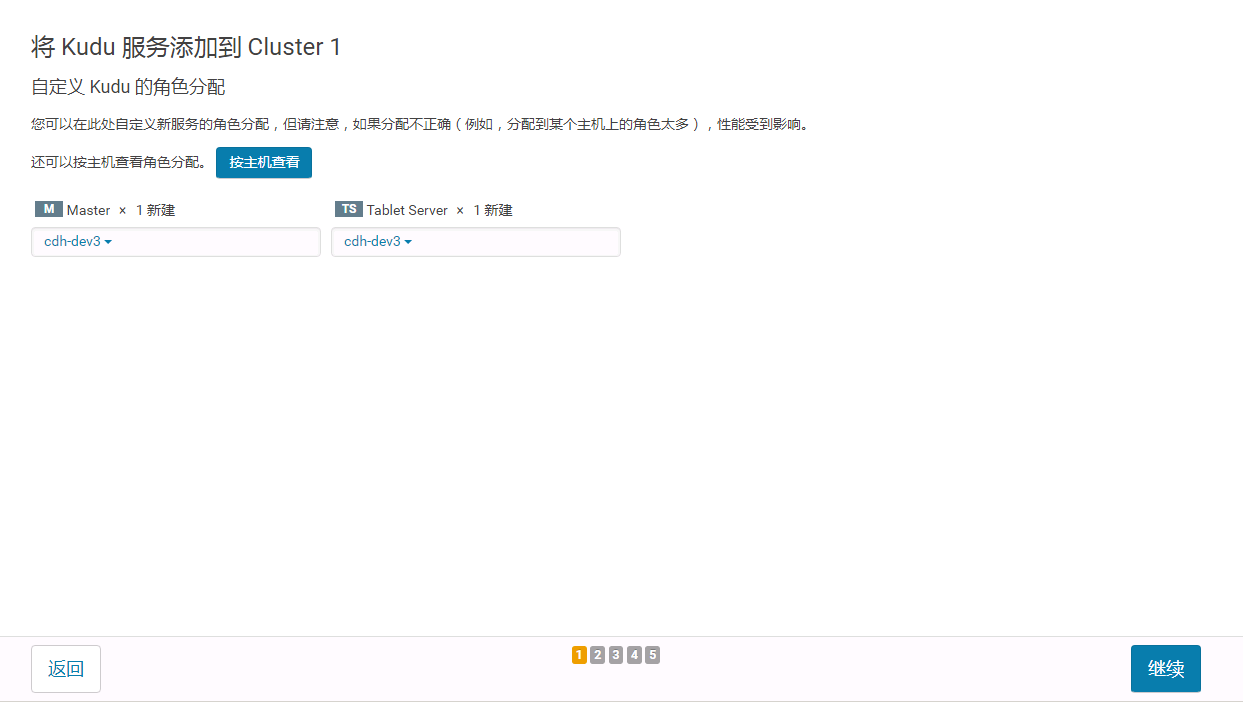 将 Kudu 服务添加到 Cluster 1
自定义 Kudu 的角色分配
您可以在此处自定义新服务的角色分配，但请注意，如果分配不正确（例如，分配到某个主机上的角色太多），性能受到影响。
还可以按主机查看角色分配。 按主机查看
M Master × 1 新建 TS Tablet Server × 1 新建
cdh-dev3 cdh-dev3
返回 1 2 3 4 5 继续